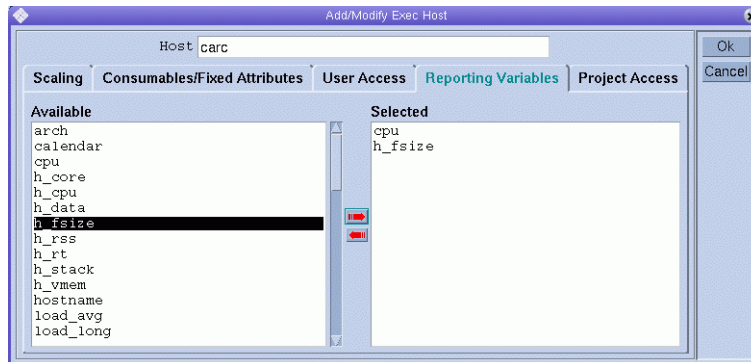 Add/Modify Exec Host
Host carc
Ok
Cancel
Scaling Consumables/Fixed Attributes User Access Reporting Variables Project Access
Available
arch
calendar
cpu
h_core
h_cpu
h_data
h_fsize
h_rss
h_rt
h_stack
h_vmem
hostname
load_avg
load_long
Selected
cpu
h_fsize